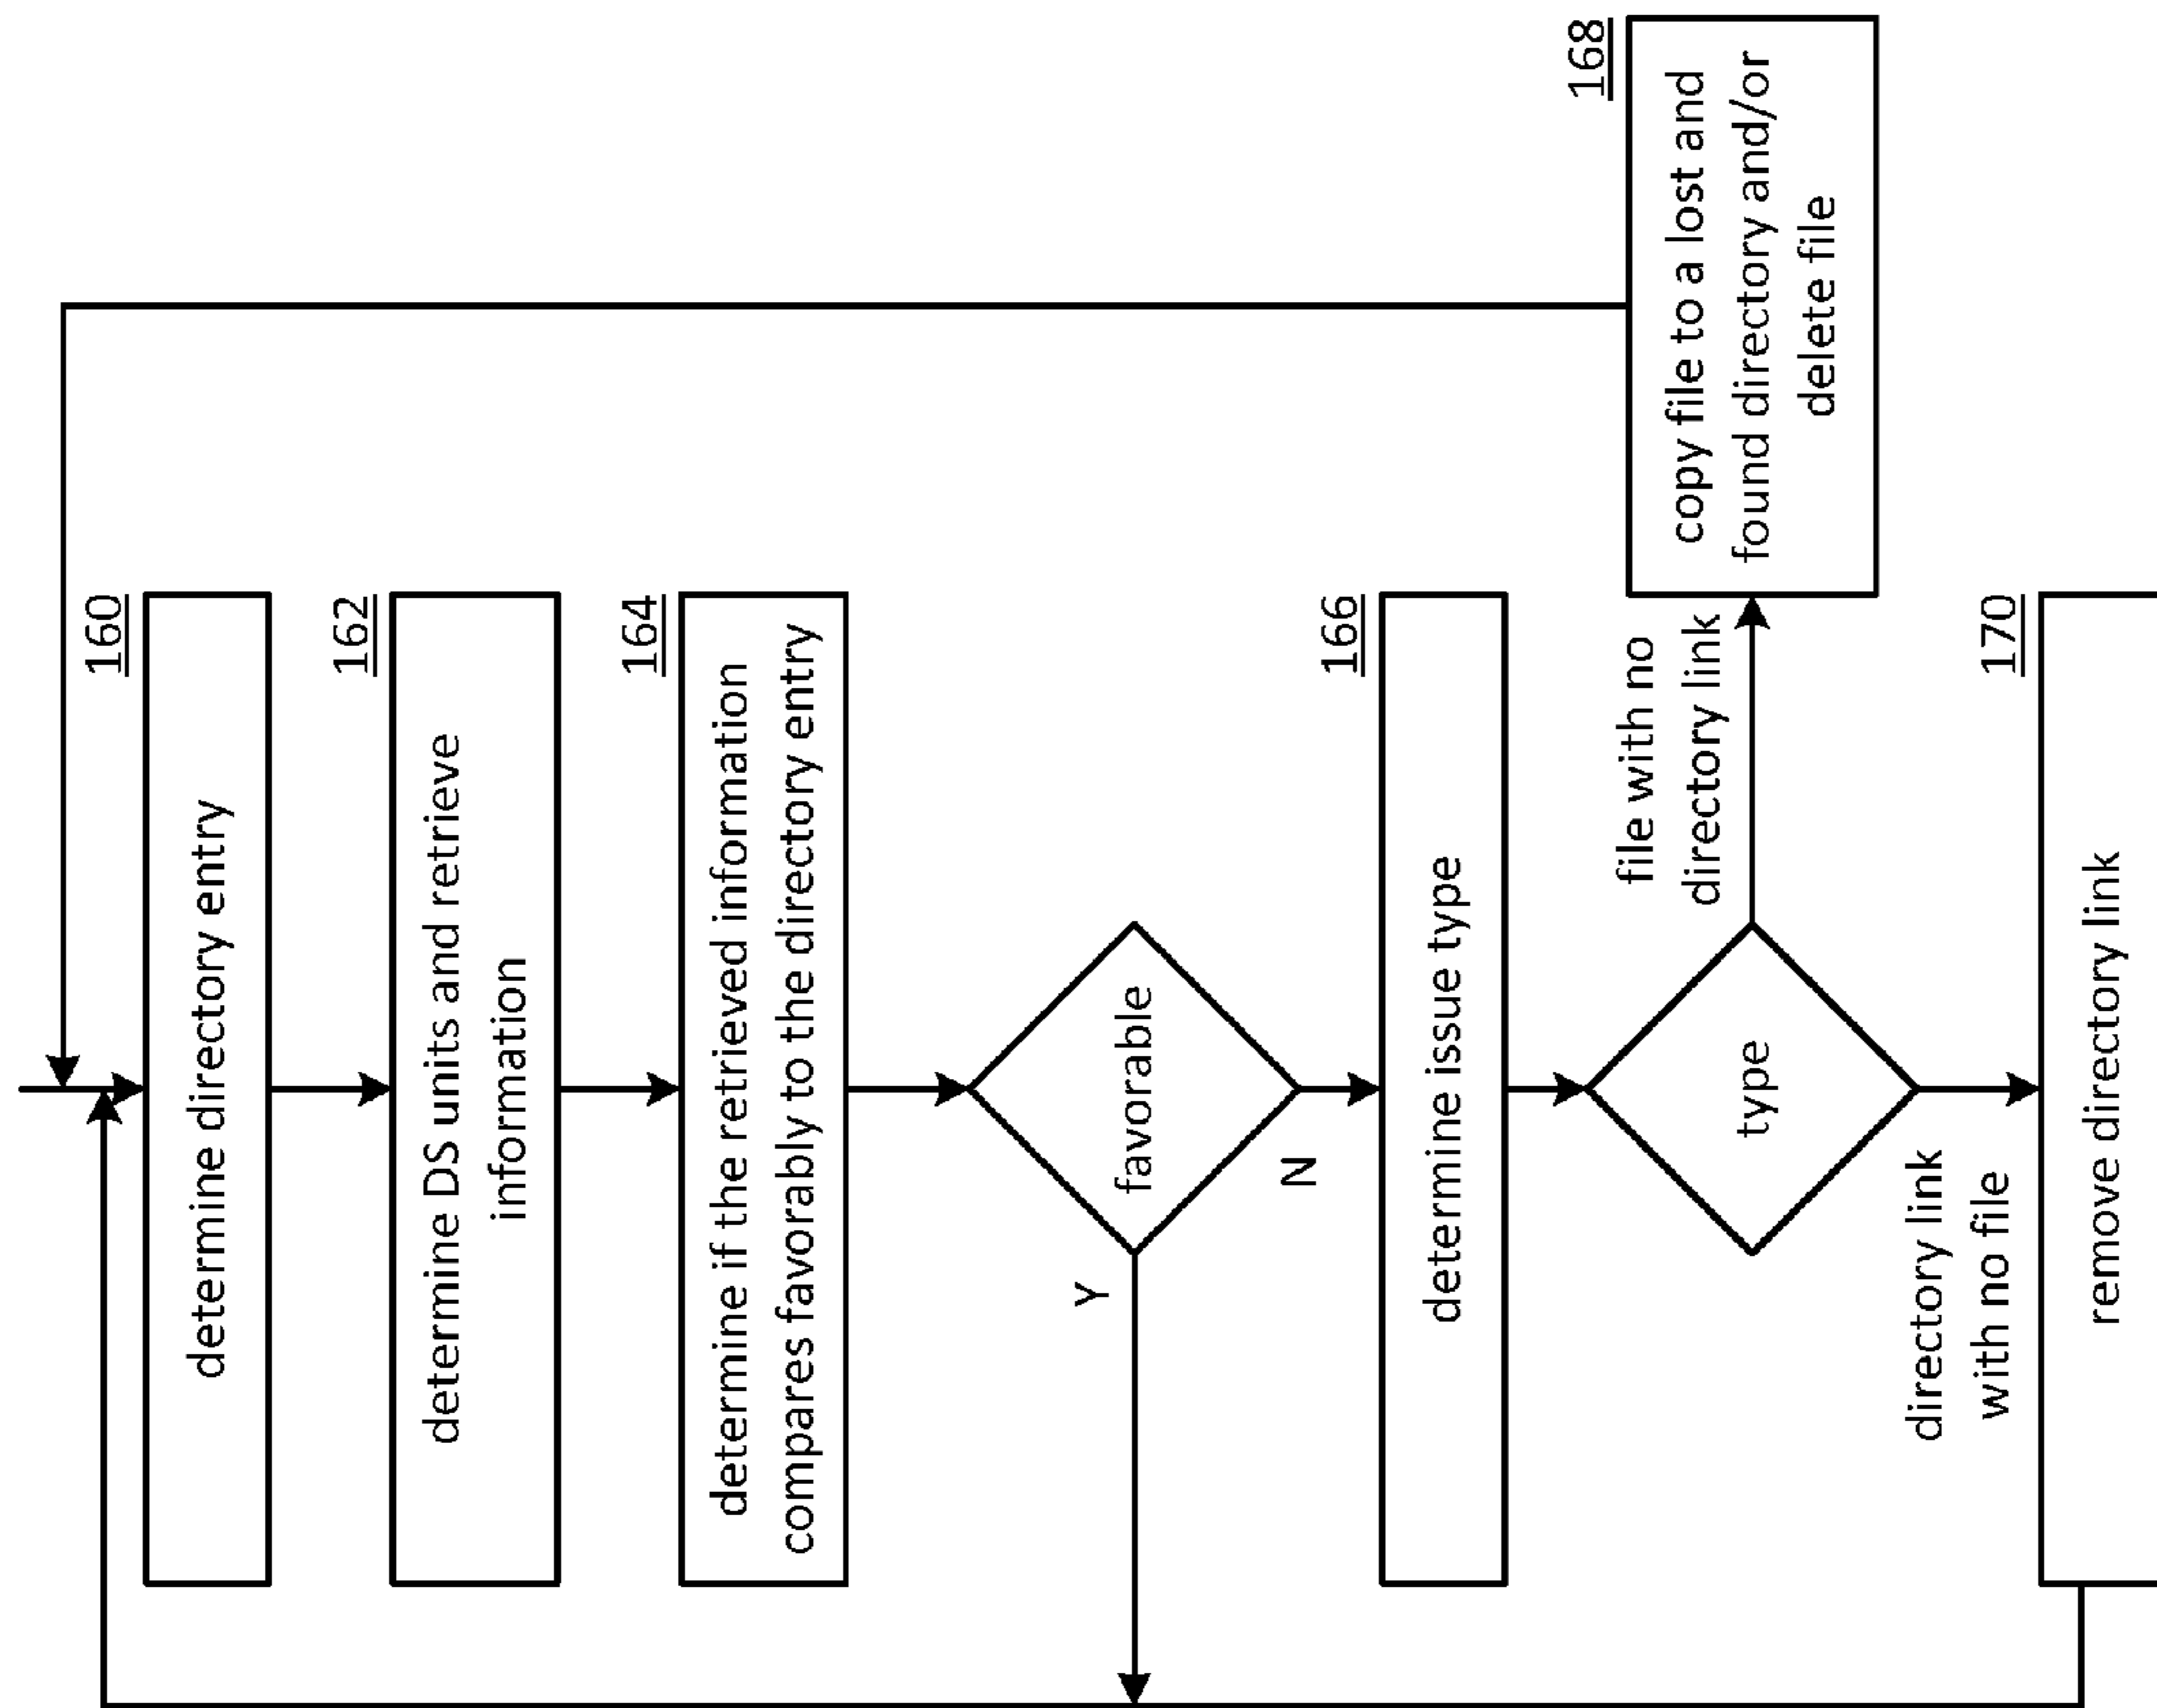 160
determine directory entry
162
determine DS units and retrieve
information
164
determine if the retrieved information
compares favorably to the directory entry
favorable
Y
N
166
determine issue type
type
file with no
directory link
168
copy file to a lost and
found directory and/or
delete file
directory link
with no file
170
remove directory link